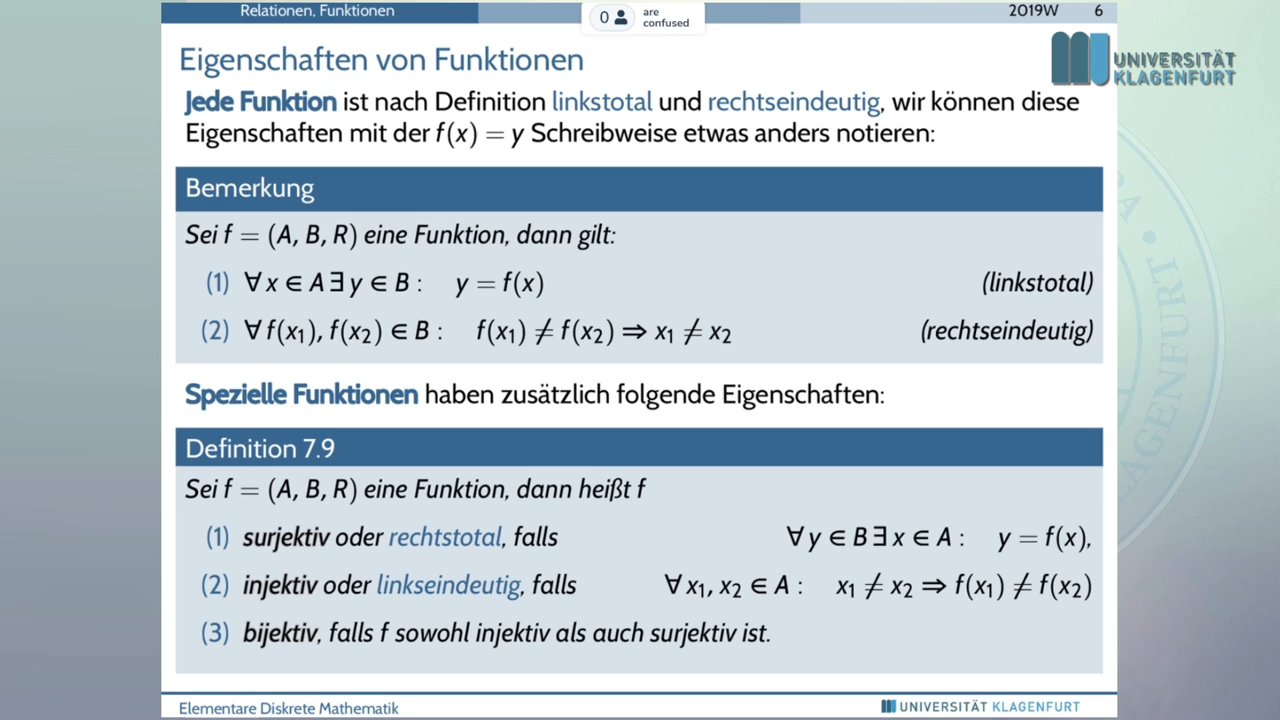 Relationen, Funktionen
0 are confused
2019W 6
Eigenschaften von Funktionen
UNIVERSITÄT
KLAGENFURT
Jede Funktion ist nach Definition linkstotal und rechtseindeutig, wir können diese
Eigenschaften mit der f(x) = y Schreibweise etwas anders notieren:
Bemerkung
Sei f = (A, B, R) eine Funktion, dann gilt:
(1) ∀ x ∈ A ∃ y ∈ B : y = f(x) (linkstotal)
(2) ∀ f(x₁), f(x₂) ∈ B : f(x₁) ≠ f(x₂) ⇒ x₁ ≠ x₂ (rechtseindeutig)
Spezielle Funktionen haben zusätzlich folgende Eigenschaften:
Definition 7.9
Sei f = (A, B, R) eine Funktion, dann heißt f
(1) surjektiv oder rechtstotal, falls ∀ y ∈ B ∃ x ∈ A : y = f(x),
(2) injektiv oder linkseindeutig, falls ∀ x₁, x₂ ∈ A : x₁ ≠ x₂ ⇒ f(x₁) ≠ f(x₂)
(3) bijektiv, falls f sowohl injektiv als auch surjektiv ist.
Elementare Diskrete Mathematik
UNIVERSITÄT KLAGENFURT